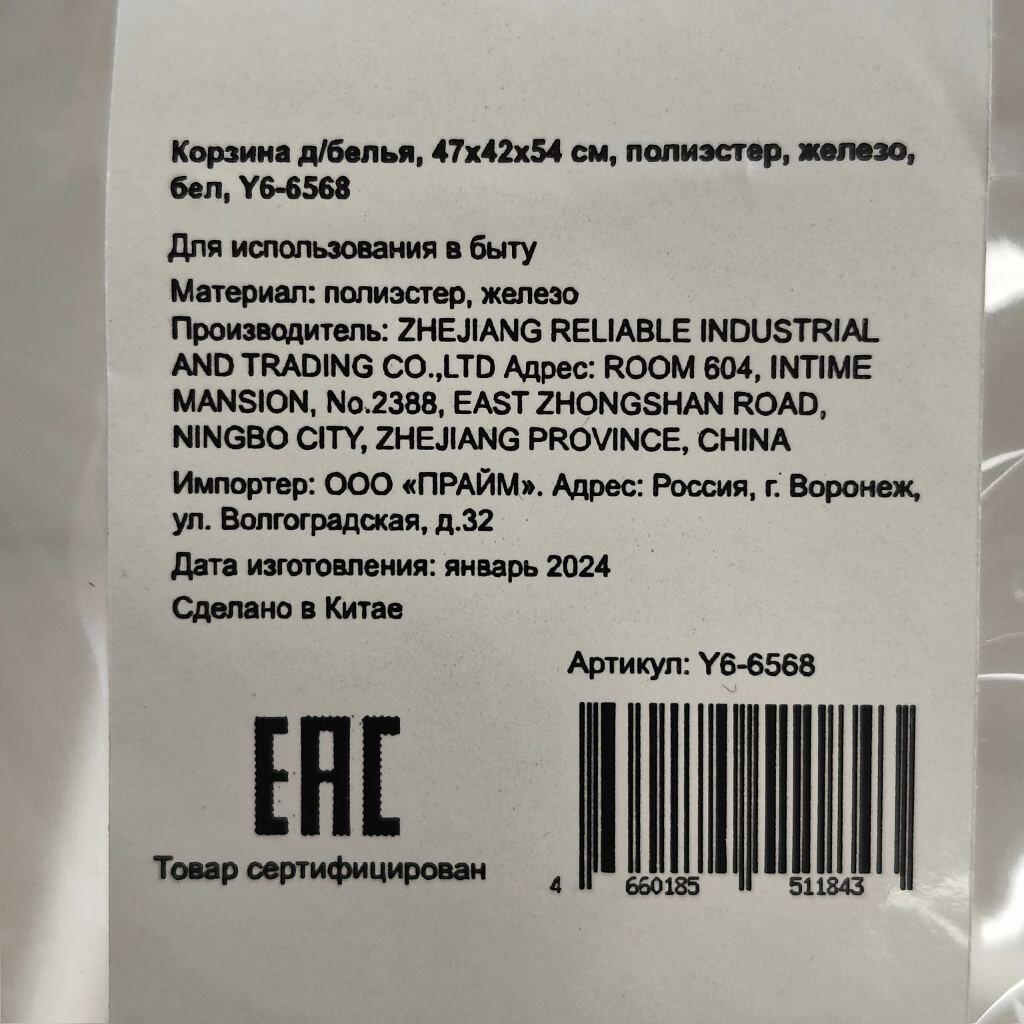 Корзина д/белья, 47х42х54 см, полиэстер, железо,
бел, Y6-6568
Для использования в быту
Материал: полиэстер, железо
Производитель: ZHEJIANG RELIABLE INDUSTRIAL
AND TRADING CO.,LTD Адрес: ROOM 604, INTIME
MANSION, No.2388, EAST ZHONGSHAN ROAD,
NINGBO CITY, ZHEJIANG PROVINCE, CHINA
Импортер: ООО «ПРАЙМ». Адрес: Россия, г. Воронеж,
ул. Волгоградская, д.32
Дата изготовления: январь 2024
Сделано в Китае
Артикул: Y6-6568
EAC
Товар сертифицирован
4 660185 511843